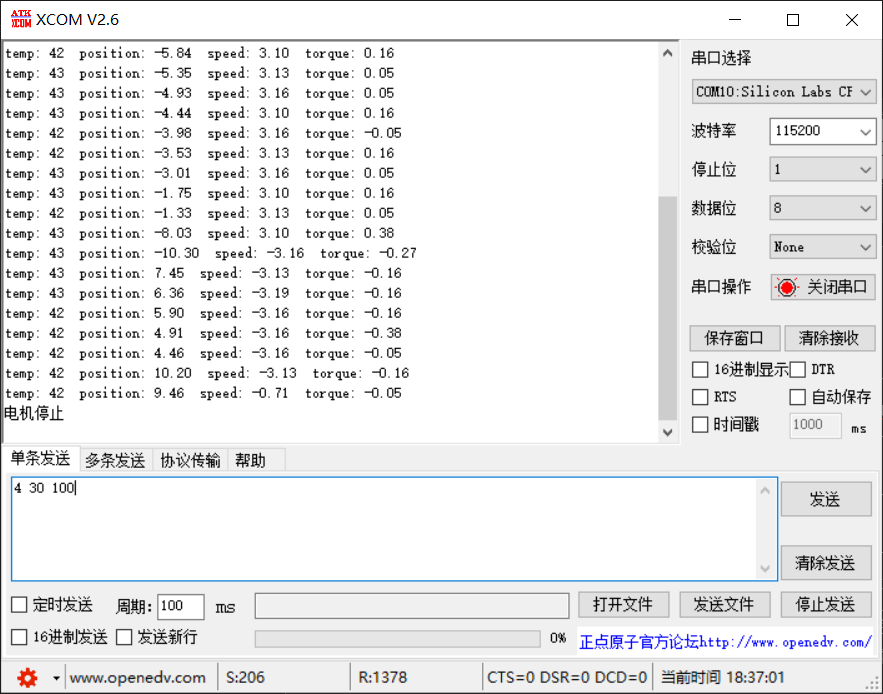 ATK XCOM XCOM V2.6
temp: 42  position: -5.84  speed: 3.10  torque: 0.16
temp: 43  position: -5.35  speed: 3.13  torque: 0.05
temp: 43  position: -4.93  speed: 3.16  torque: 0.05
temp: 43  position: -4.44  speed: 3.10  torque: 0.16
temp: 42  position: -3.98  speed: 3.16  torque: -0.05
temp: 42  position: -3.53  speed: 3.13  torque: 0.16
temp: 43  position: -3.01  speed: 3.16  torque: 0.05
temp: 43  position: -1.75  speed: 3.10  torque: 0.16
temp: 42  position: -1.33  speed: 3.13  torque: 0.05
temp: 43  position: -8.03  speed: 3.10  torque: 0.38
temp: 43  position: -10.30  speed: -3.16  torque: -0.27
temp: 43  position: 7.45  speed: -3.13  torque: -0.16
temp: 43  position: 6.36  speed: -3.19  torque: -0.16
temp: 42  position: 5.90  speed: -3.16  torque: -0.16
temp: 42  position: 4.91  speed: -3.16  torque: -0.38
temp: 42  position: 4.46  speed: -3.16  torque: -0.05
temp: 42  position: 10.20  speed: -3.13  torque: -0.16
temp: 42  position: 9.46  speed: -0.71  torque: -0.05
电机停止
串口选择
COM10:Silicon Labs CP
波特率 115200
停止位 1
数据位 8
校验位 None
串口操作 关闭串口
保存窗口 清除接收
16进制显示 DTR
RTS 自动保存
时间戳 1000 ms
单条发送 多条发送 协议传输 帮助
4 30 100
发送
清除发送
定时发送 周期: 100 ms 打开文件 发送文件 停止发送
16进制发送 发送新行 0% 正点原子官方论坛http://www.openedv.com/
www.openedv.com S:206 R:1378 CTS=0 DSR=0 DCD=0 当前时间 18:37:01